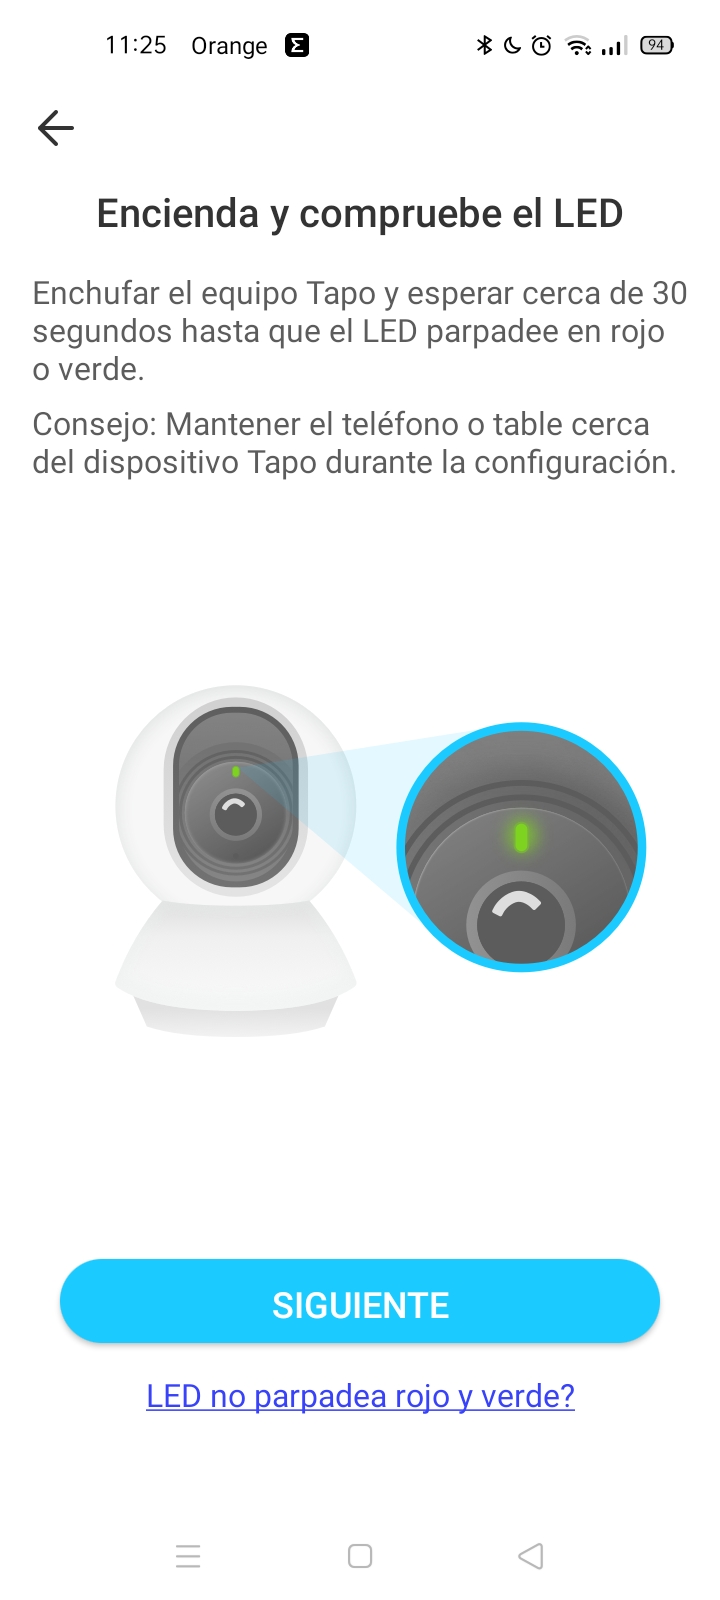 11:25 Orange Σ 94
Encienda y compruebe el LED
Enchufar el equipo Tapo y esperar cerca de 30
segundos hasta que el LED parpadee en rojo
o verde.
Consejo: Mantener el teléfono o table cerca
del dispositivo Tapo durante la configuración.
SIGUIENTE
LED no parpadea rojo y verde?